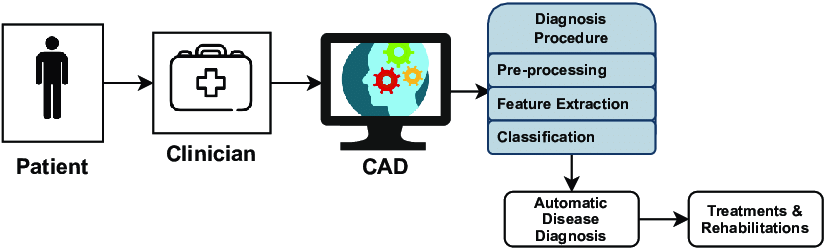 Patient
Clinician
CAD
Diagnosis
Procedure
Pre-processing
Feature Extraction
Classification
Automatic
Disease
Diagnosis
Treatments &
Rehabilitations